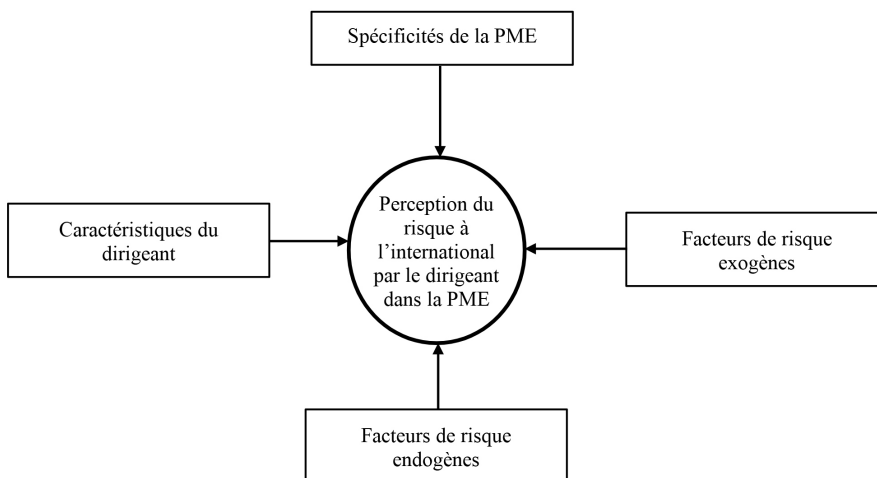 Spécificités de la PME
Caractéristiques du
dirigeant
Perception du
risque à
l’international
par le dirigeant
dans la PME
Facteurs de risque
exogènes
Facteurs de risque
endogènes